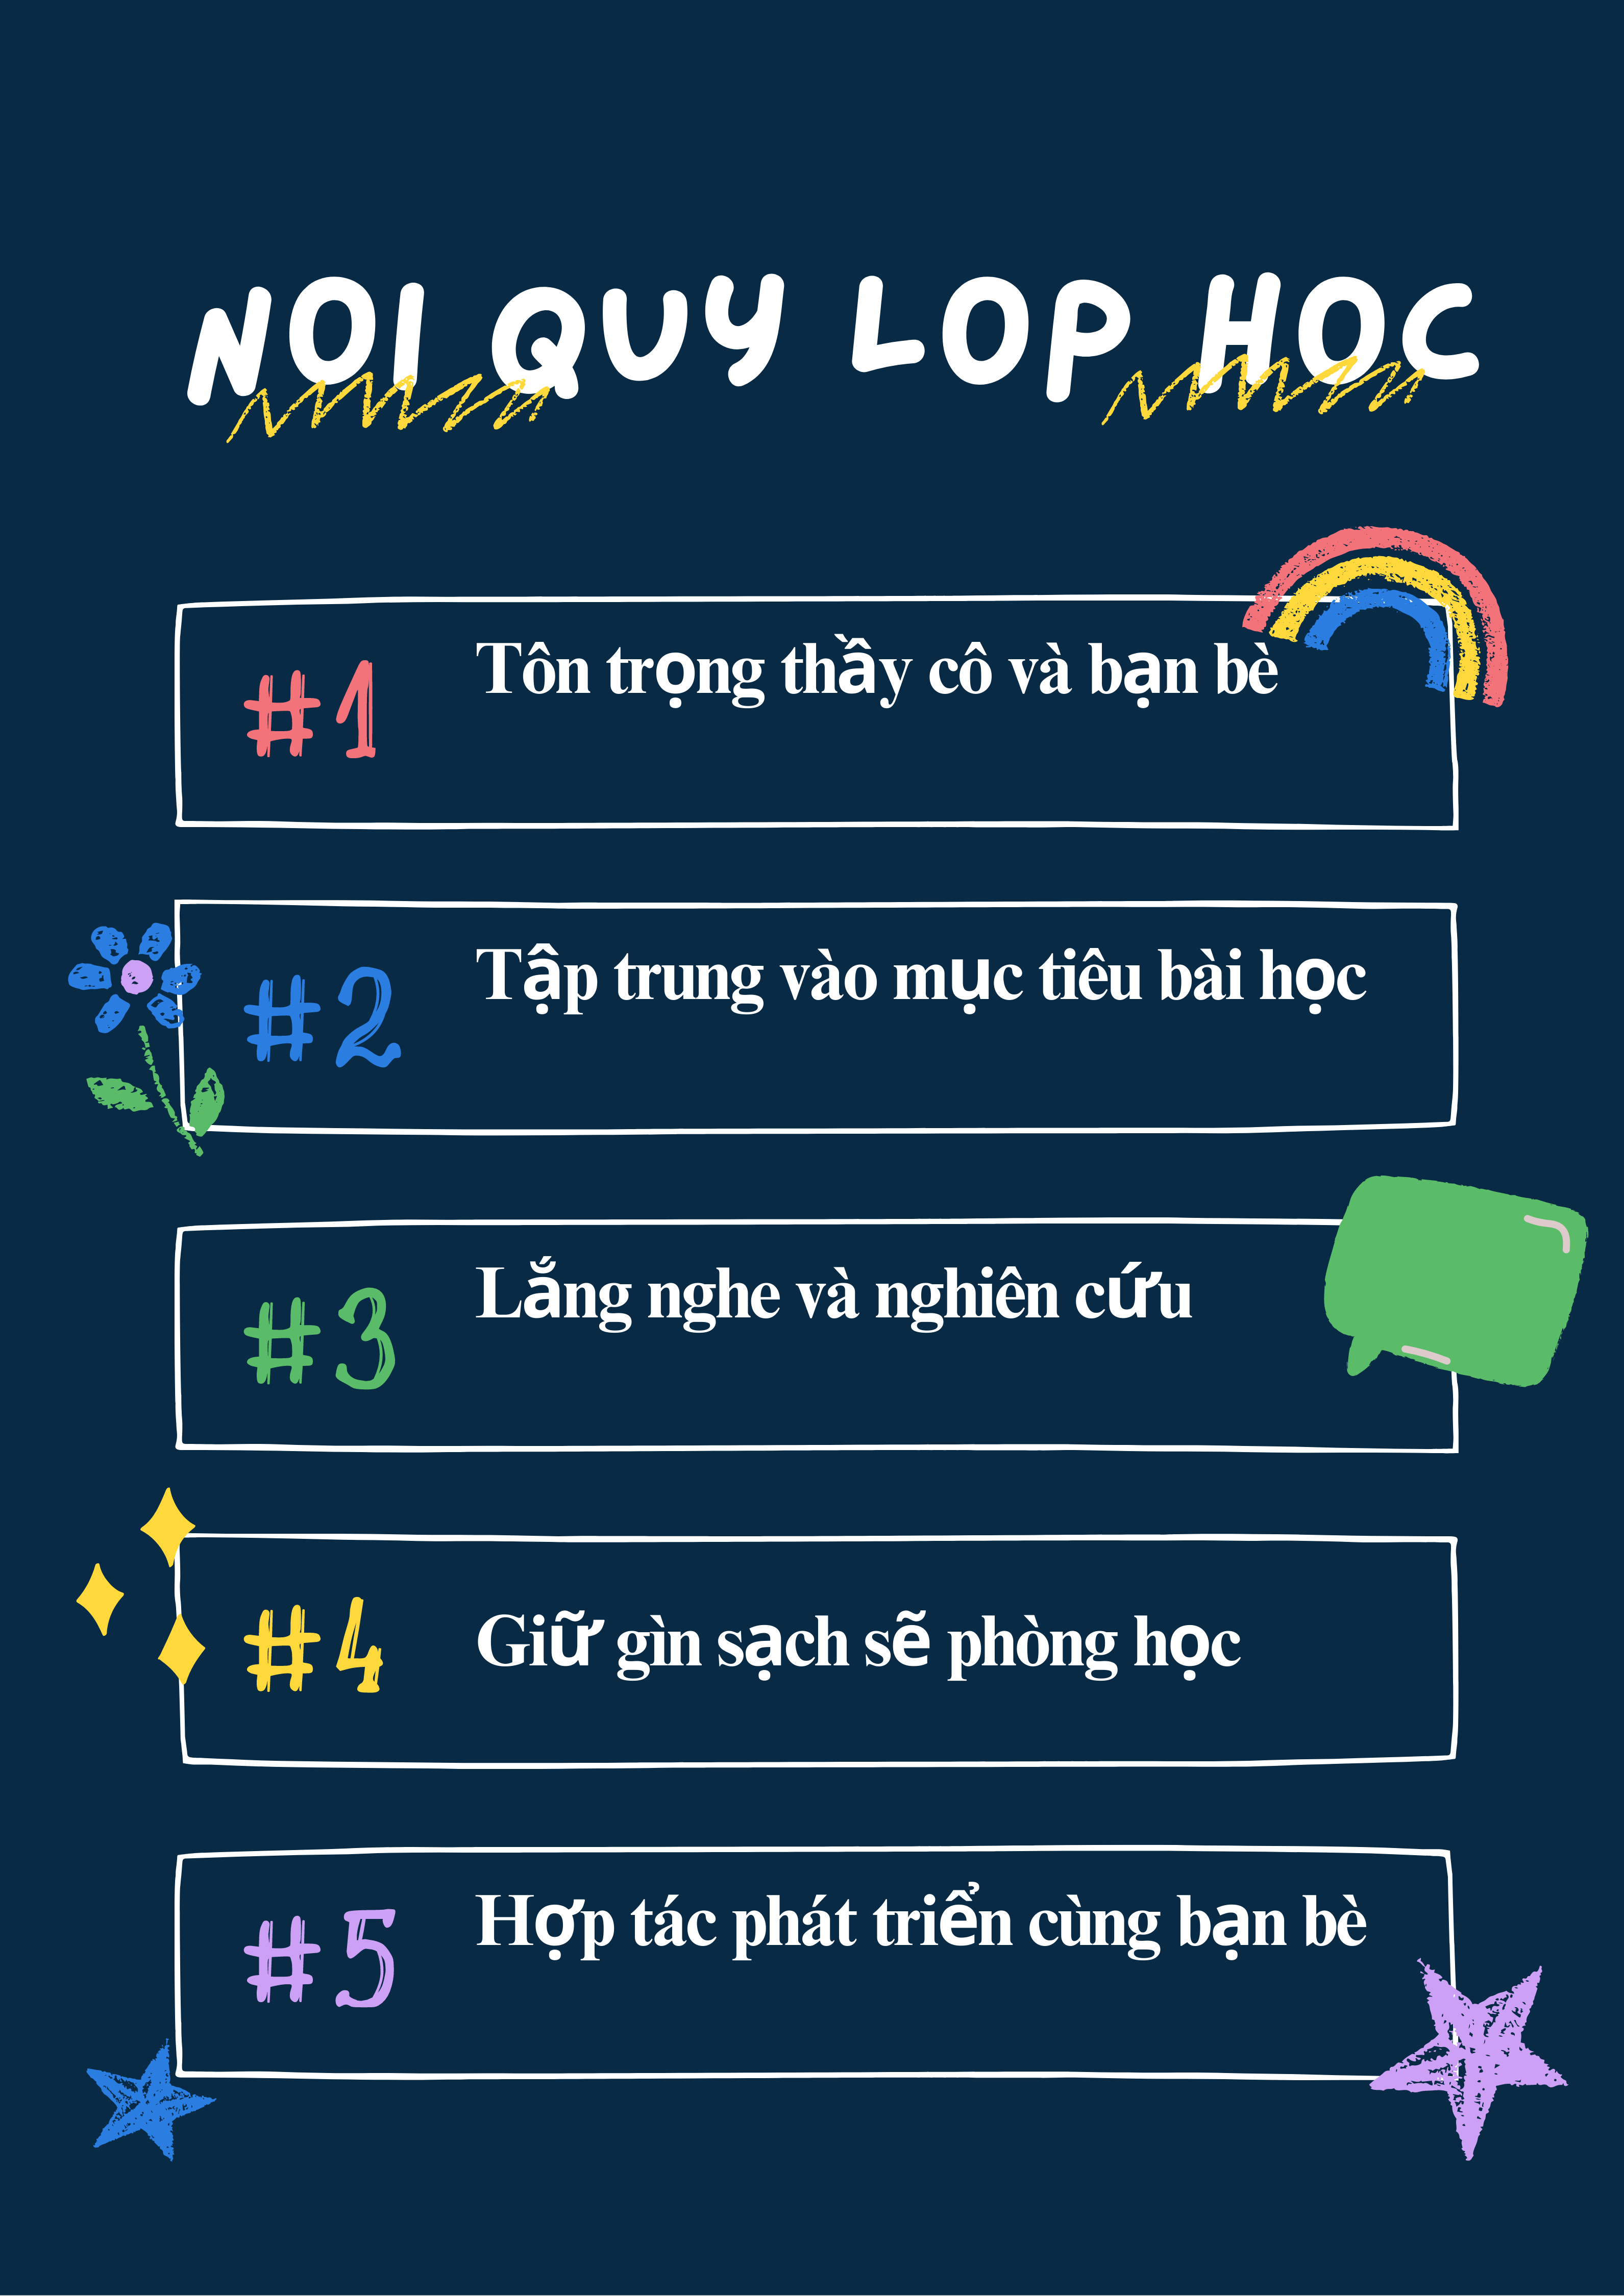 NOI QUY LOP HOC
#1
Tôn trọng thầy cô và bạn bè
#2
Tập trung vào mục tiêu bài học
#3
Lắng nghe và nghiên cứu
#4
Giữ gìn sạch sẽ phòng học
#5
Hợp tác phát triển cùng bạn bè